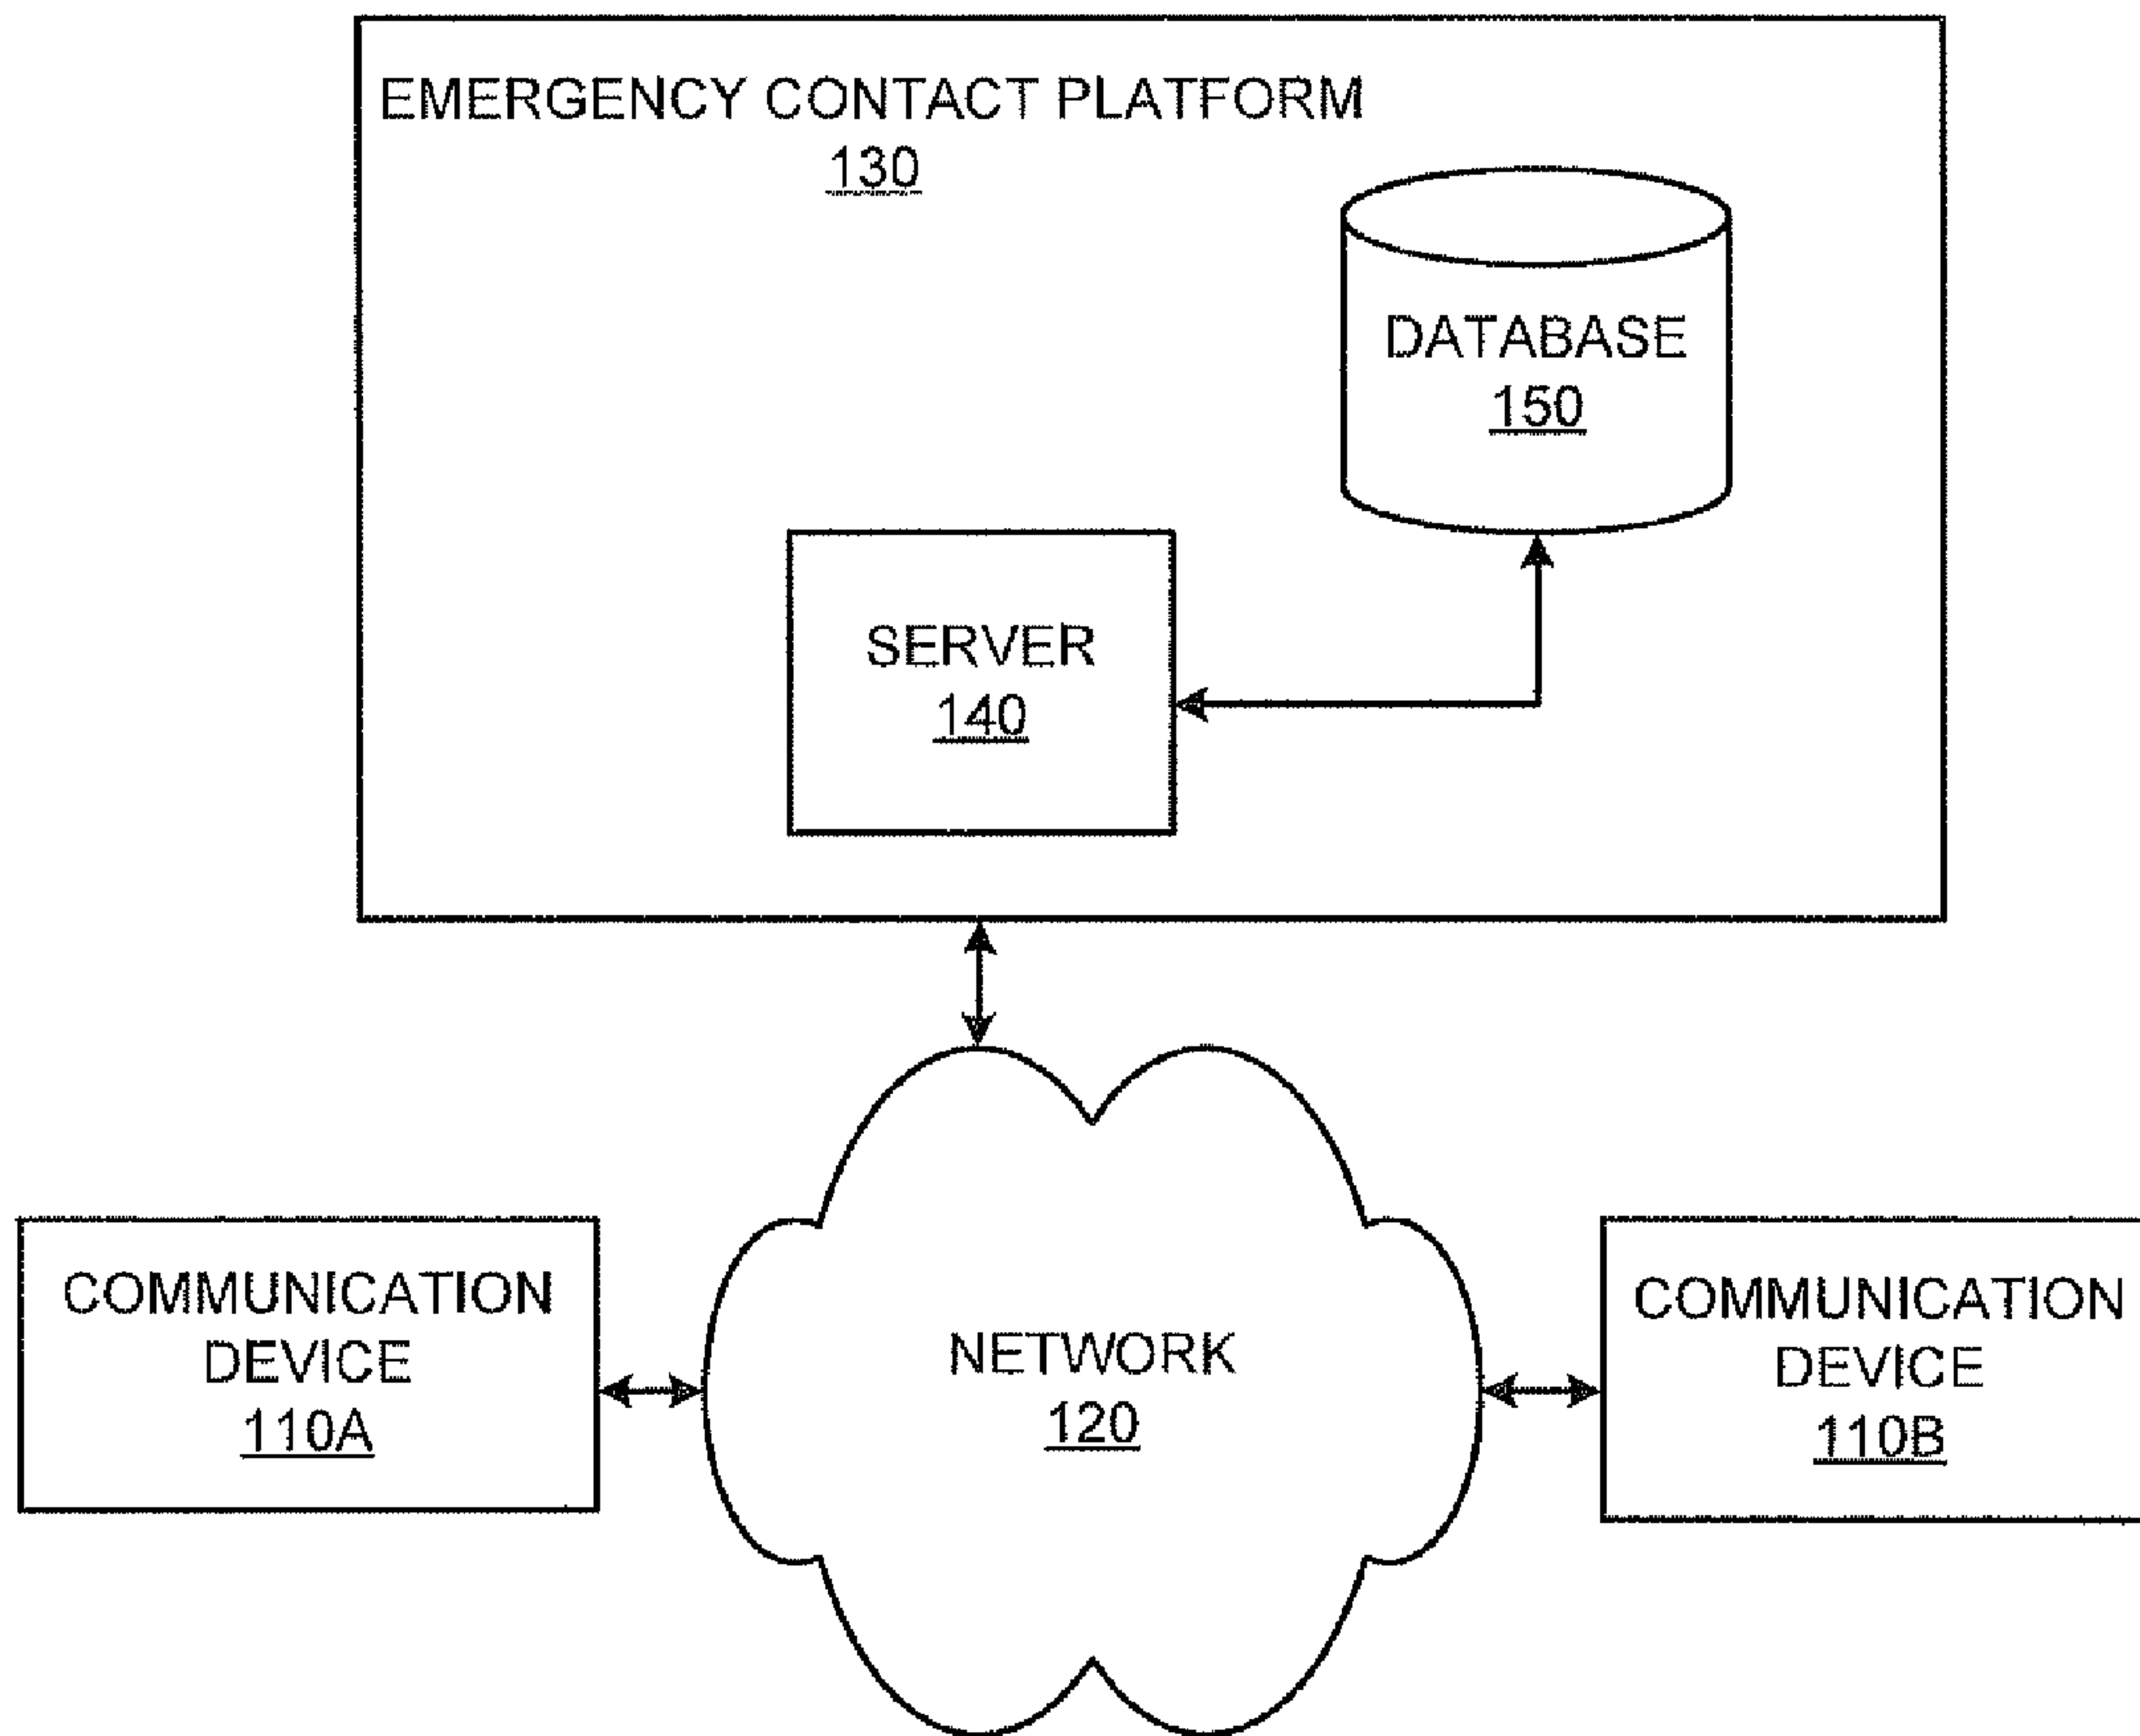 EMERGENCY CONTACT PLATFORM
130
DATABASE
150
SERVER
140
COMMUNICATION
DEVICE
110A
NETWORK
120
COMMUNICATION
DEVICE
110B